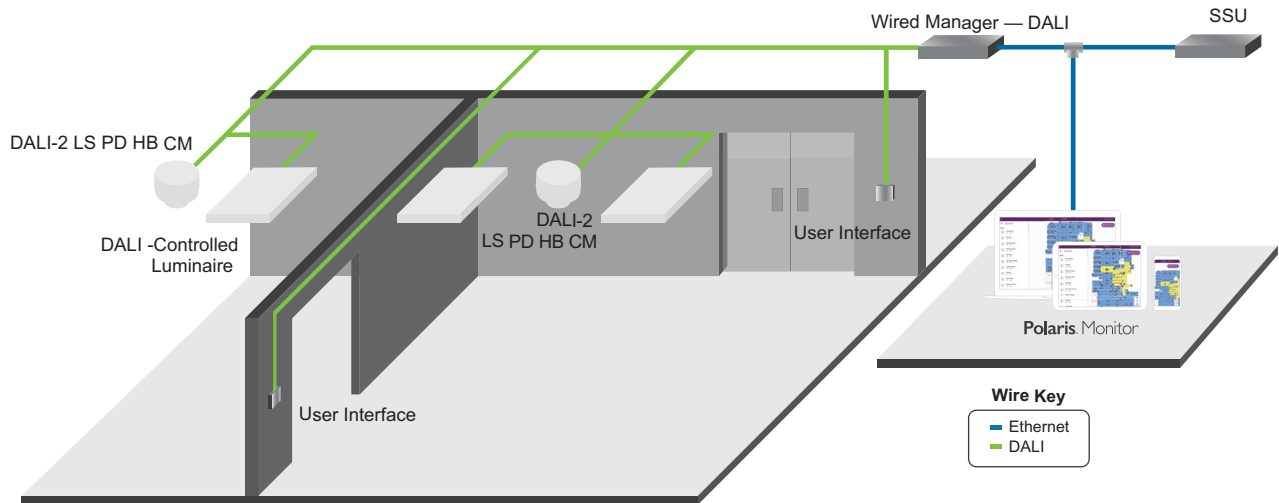 Wired Manager — DALI
SSU
DALI-2 LS PD HB CM
DALI -Controlled
Luminaire
DALI-2
LS PD HB CM
User Interface
User Interface
Polaris. Monitor
Wire Key
Ethernet
DALI